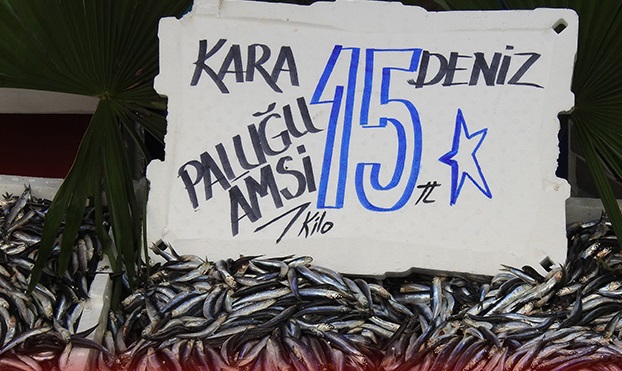 KARA DENİZ
PALUĞU
AMSİ
15 TL
1 Kilo